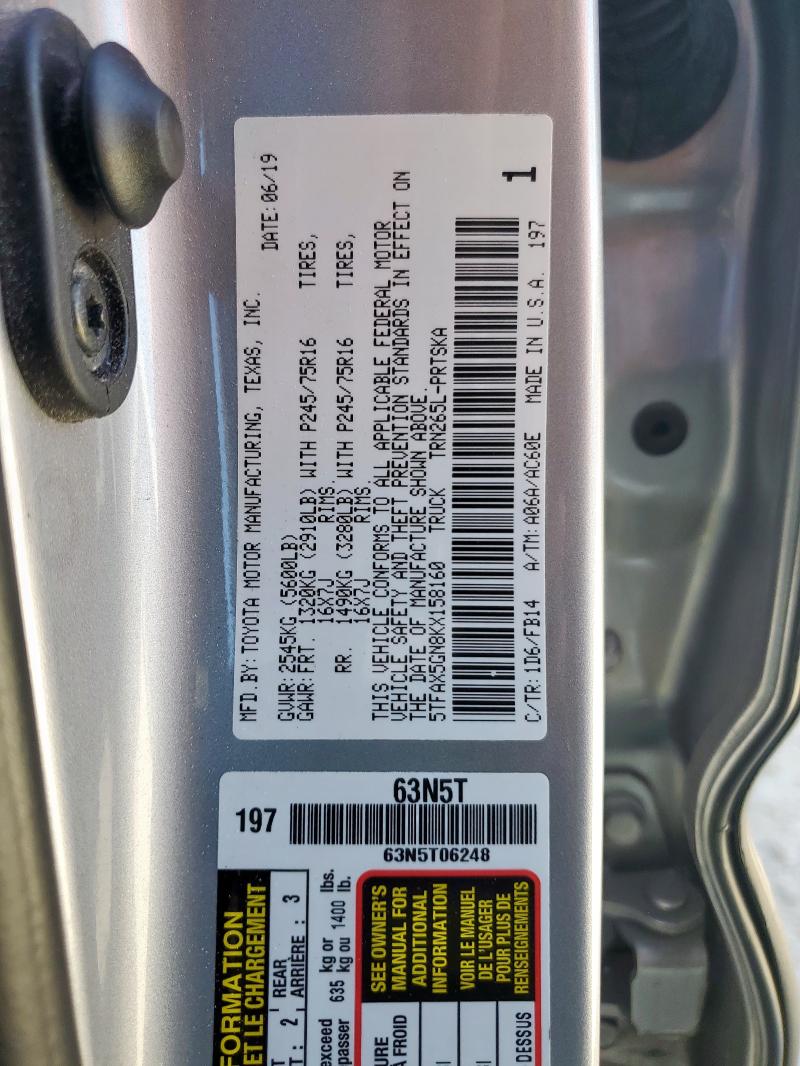 MFD.BY: TOYOTA MOTOR MANUFACTURING, TEXAS, INC.
DATE: 06/19
GVWR: 2545KG (5600LB)
GAWR: FRT. 1320KG (2910LB) WITH P245/75R16 TIRES,
16X7J RIMS.
RR. 1490KG (3280LB) WITH P245/75R16 TIRES,
16X7J RIMS.
THIS VEHICLE CONFORMS TO ALL APPLICABLE FEDERAL MOTOR
VEHICLE SAFETY AND THEFT PREVENTION STANDARDS IN EFFECT ON
THE DATE OF MANUFACTURE SHOWN ABOVE.
5TFAX5GN8KX158160 TRUCK TRN265L-PRTSKA
1
C/TR: 1D6/FB14 A/TM: A06A/AC60E MADE IN U.S.A. 197
197
63N5T
63N5T06248
FORMATION
ET LE CHARGEMENT
T 2 REAR
T : 2 ARRIÈRE : 3
exceed 635 kg or lbs.
passer 635 kg ou 1400 lb.
SEE OWNER'S
MANUAL FOR
ADDITIONAL
INFORMATION
VOIR LE MANUEL
DE L'USAGER
POUR PLUS DE
RENSEIGNEMENTS
URE
FROID
DESSUS